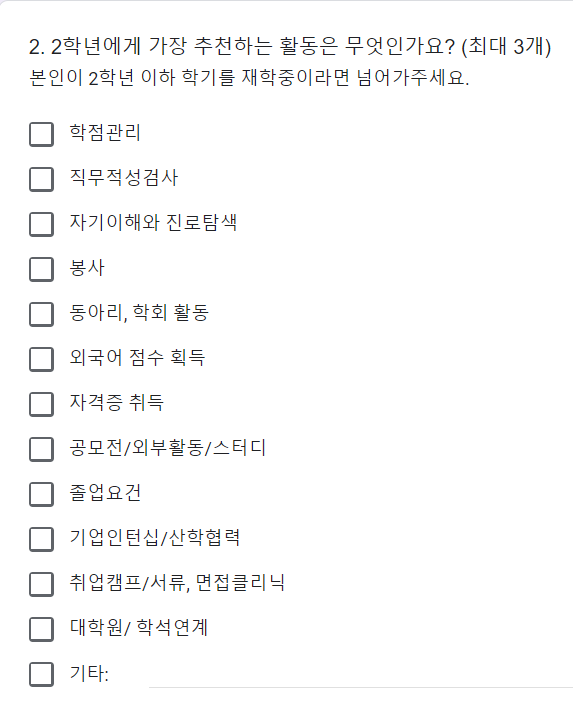 2. 2학년에게 가장 추천하는 활동은 무엇인가요? (최대 3개)
본인이 2학년 이하 학기를 재학중이라면 넘어가주세요.
학점관리
직무적성검사
자기이해와 진로탐색
봉사
동아리, 학회 활동
외국어 점수 획득
자격증 취득
공모전/외부활동/스터디
졸업요건
기업인턴십/산학협력
취업캠프/서류, 면접클리닉
대학원/ 학석연계
기타: